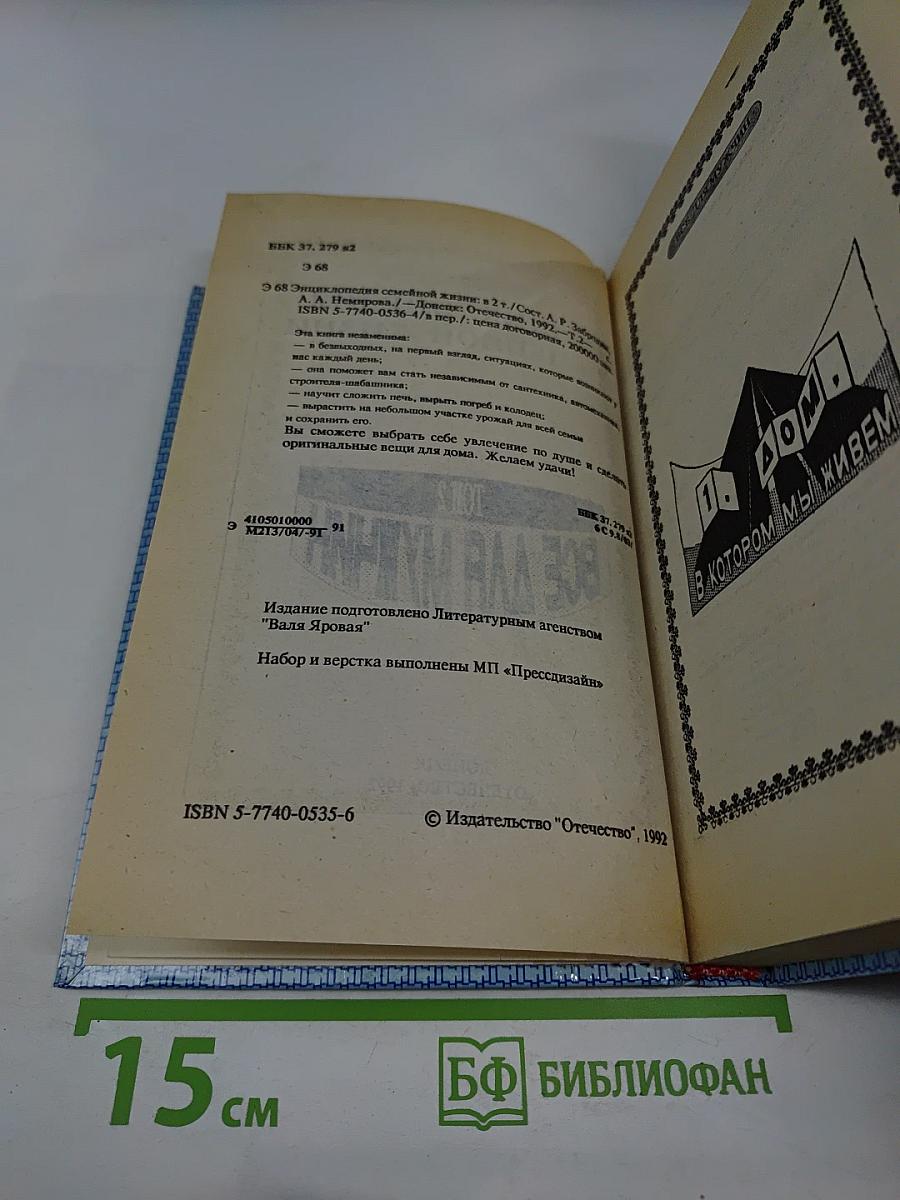 ББК 37. 279 я2
Э 68
Э 68 Энциклопедия семейной жизни: в 2 т./Сост. А. Р.
А. А. Немирова./—Донецк: Отечество, 1992.—Т.2—
ISBN 5-7740-0536-4/в пер./: цена договорная, 200000
Эта книга незаменима:
— в безвыходных, на первый взгляд, ситуациях, которые возникают у
вас каждый день;
— она поможет вам стать независимым от сантехника, автомеханика,
строителя-шабашника;
— научит сложить печь, вырыть погреб и колодец;
— вырастить на небольшом участке урожай для всей семьи
и сохранить его.
Вы сможете выбрать себе увлечение по душе и сделать
оригинальные вещи для дома. Желаем удачи!
Э 4105010000 91
М213/04/-91
ББК 37. 279 я2
Издание подготовлено Литературным агенством
"Валя Яровая"
Набор и верстка выполнены МП «Прессдизайн»
ISBN 5-7740-0535-6
© Издательство "Отечество", 1992
ДОМ,
В КОТОРОМ МЫ ЖИВЕМ
15 см
БФ БИБЛИОФАН